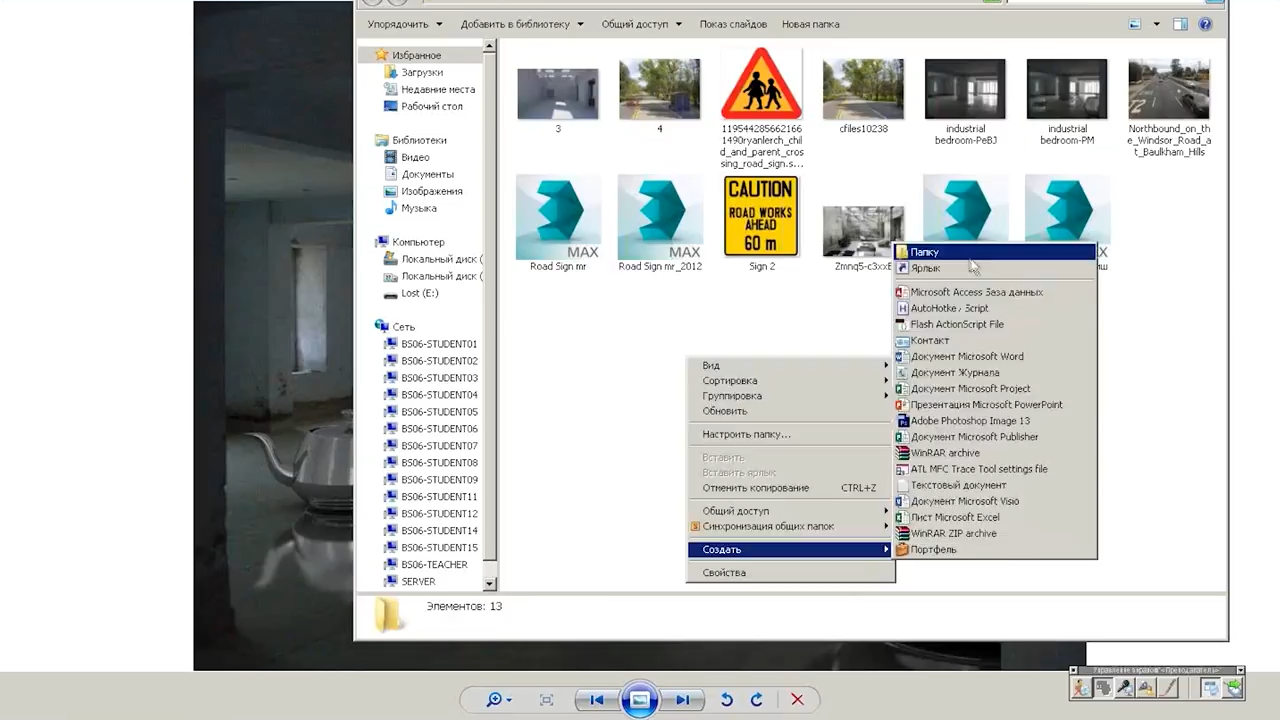 Упорядочить
Добавить в библиотеку
Общий доступ
Показ слайдов
Новая папка
Избранное
Загрузки
Недавние места
Рабочий стол
Библиотеки
Видео
Документы
Изображения
Музыка
Компьютер
Локальный диск (
Локальный диск (
Lost (E:)
Сеть
BS06-STUDENT01
BS06-STUDENT02
BS06-STUDENT03
BS06-STUDENT04
BS06-STUDENT05
BS06-STUDENT06
BS06-STUDENT07
BS06-STUDENT08
BS06-STUDENT09
BS06-STUDENT11
BS06-STUDENT12
BS06-STUDENT14
BS06-STUDENT15
BS06-TEACHER
SERVER
3
4
119544285662166
1490ryanlerch_chil
d_and_parent_cros
sing_road_sign.s...
cfiles10238
industrial
bedroom-PeBJ
industrial
bedroom-PM
Northbound_on_th
e_Windsor_Road_a
t_Baulkham_Hills
MAX
Road Sign mr
MAX
Road Sign mr_2012
CAUTION
ROAD WORKS
AHEAD
60 m
Sign 2
Вид
Сортировка
Группировка
Обновить
Настроить папку...
Вставить
Вставить ярлык
Отменить копирование CTRL+Z
Общий доступ
Синхронизация общих папок
Создать
Свойства
Папку
Ярлык
Microsoft Access База данных
AutoHotkey Script
Flash ActionScript File
Контакт
Документ Microsoft Word
Документ Журнала
Документ Microsoft Project
Презентация Microsoft PowerPoint
Adobe Photoshop Image 13
Документ Microsoft Publisher
WinRAR archive
ATL MFC Trace Tool settings file
Текстовый документ
Документ Microsoft Visio
Лист Microsoft Excel
WinRAR ZIP archive
Портфель
Элементов: 13